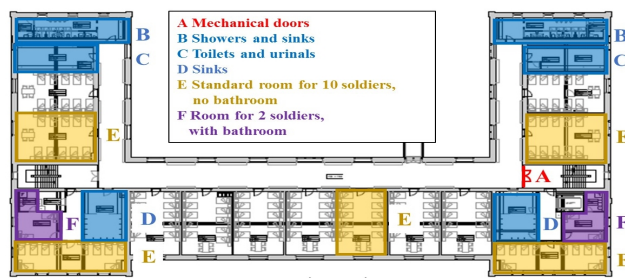 A Mechanical doors
B Showers and sinks
C Toilets and urinals
D Sinks
E Standard room for 10 soldiers,
no bathroom
F Room for 2 soldiers,
with bathroom
B
B
C
C
E
E
A
F
D
E
D
F
E
E